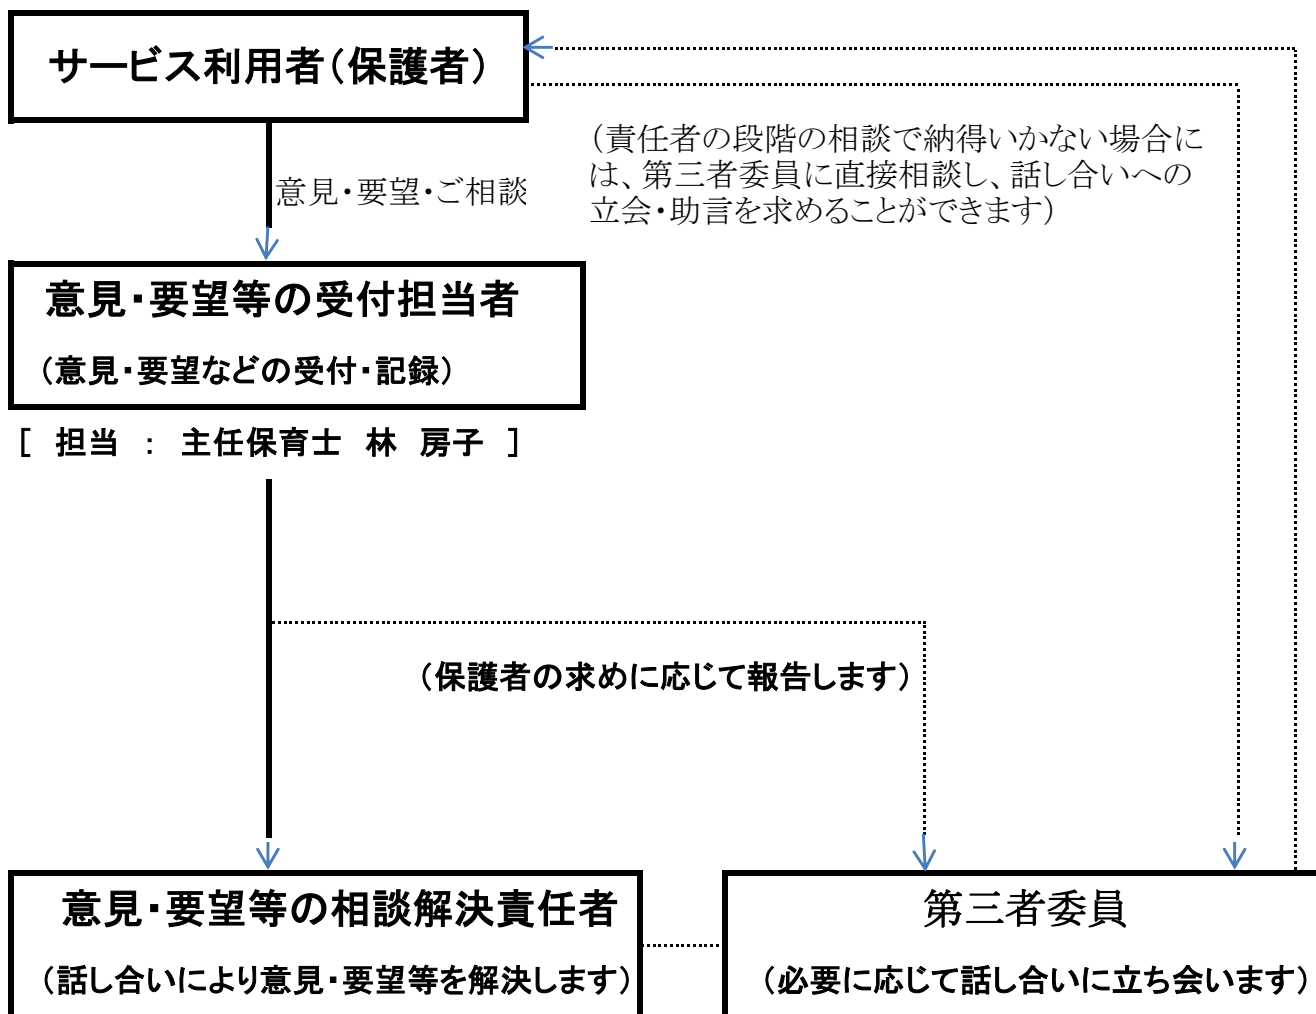 サービス利用者(保護者)
(責任者の段階の相談で納得いかない場合に
は、第三者委員に直接相談し、話し合いへの
立会・助言を求めることができます)
意見・要望・ご相談
意見・要望等の受付担当者
(意見・要望などの受付・記録)
[ 担当 : 主任保育士 林 房子 ]
(保護者の求めに応じて報告します)
意見・要望等の相談解決責任者
(話し合いにより意見・要望等を解決します)
第三者委員
(必要に応じて話し合いに立ち会います)